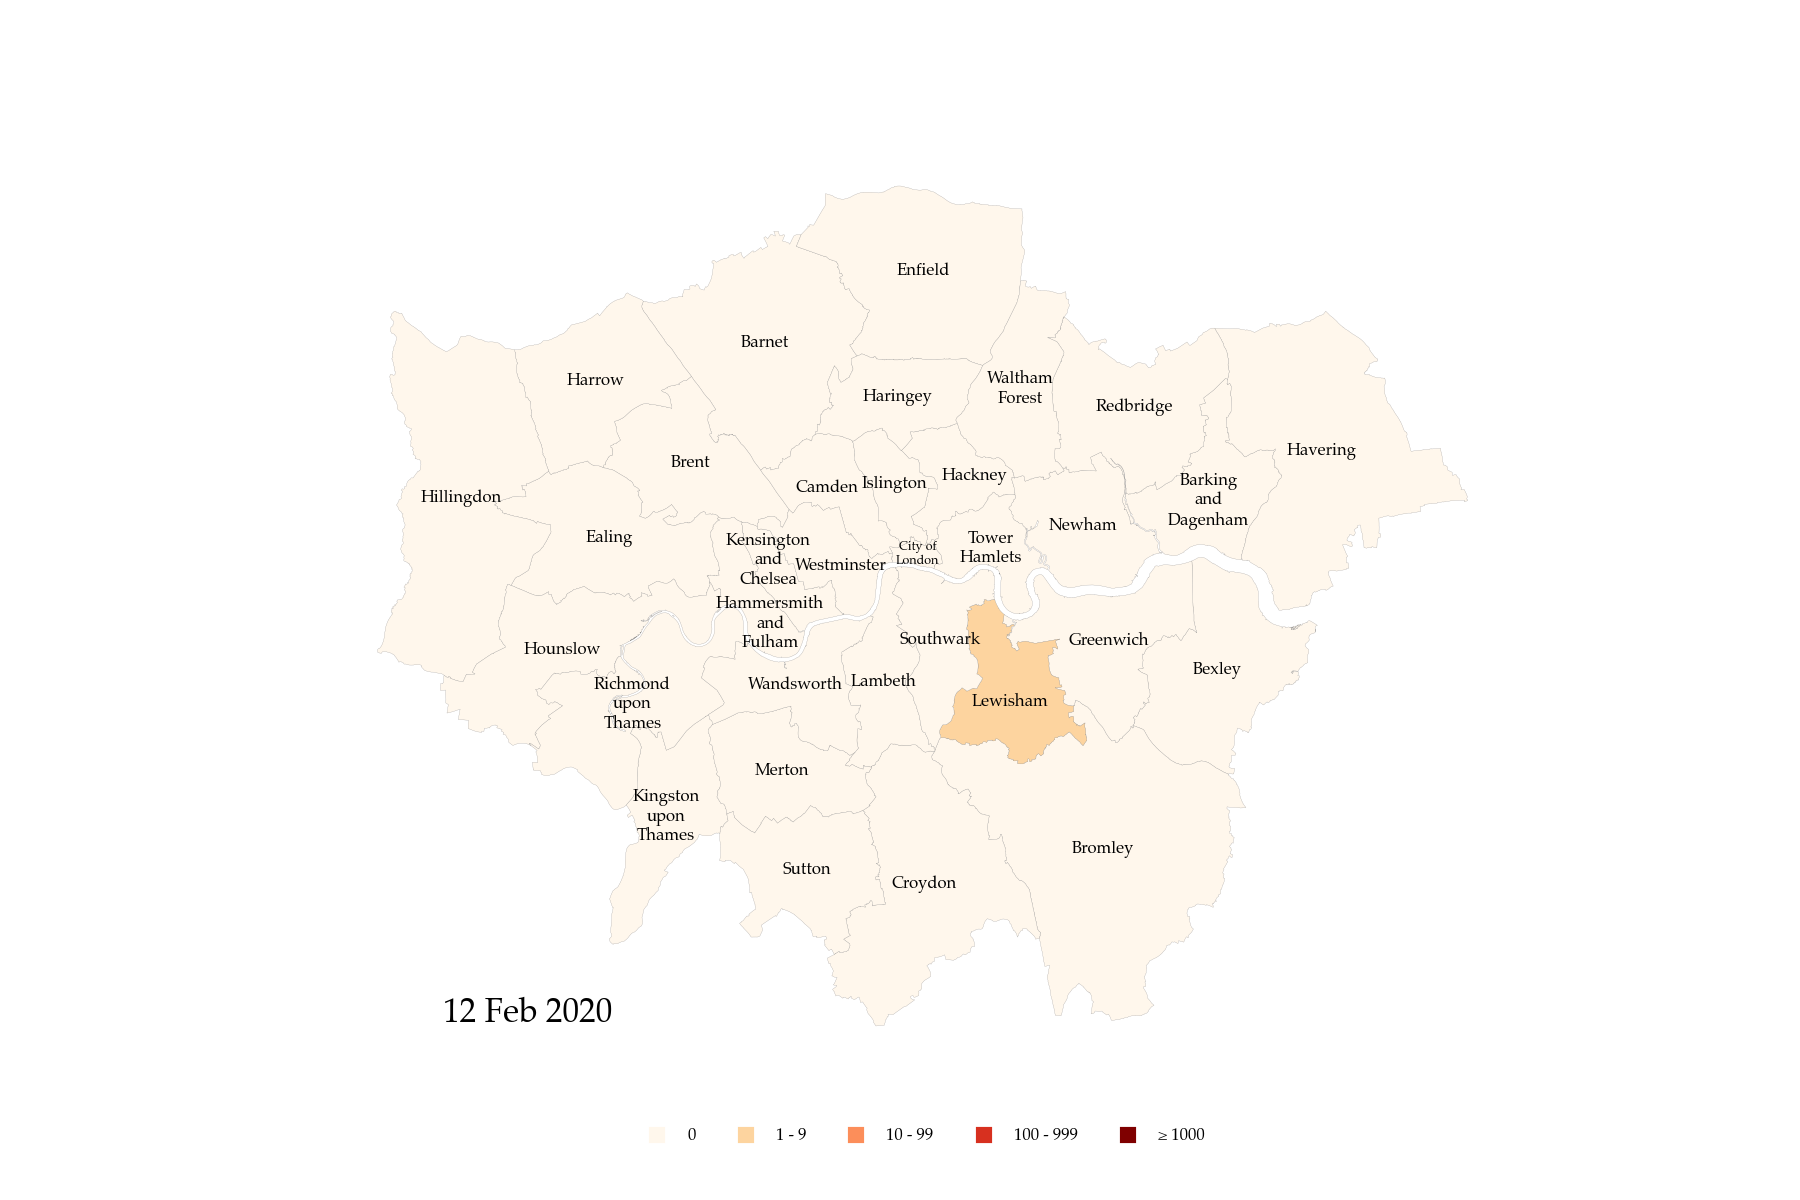 Enfield
Barnet
Harrow
Waltham
Forest
Haringey
Redbridge
Havering
Brent
Hackney
Camden
Islington
Barking
and
Dagenham
Hillingdon
Newham
Ealing
Kensington
and
Chelsea
Westminster
City of
London
Tower
Hamlets
Hammersmith
and
Fulham
Hounslow
Southwark
Greenwich
Bexley
Richmond
upon
Thames
Wandsworth
Lambeth
Lewisham
Merton
Kingston
upon
Thames
Bromley
Sutton
Croydon
12 Feb 2020
0 1 - 9 10 - 99 100 - 999 ≥ 1000